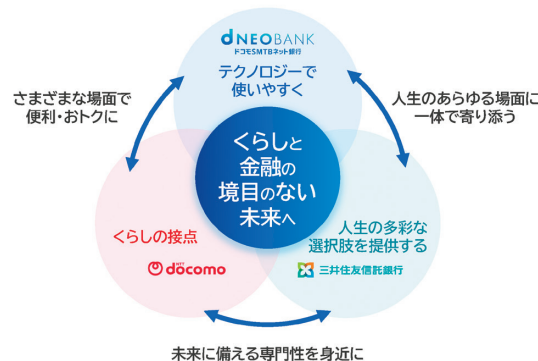 d NEOBANK
ドコモSMTBネット銀行
テクノロジーで
使いやすく
さまざまな場面で
便利・おトクに
人生のあらゆる場面に
一体で寄り添う
くらしと
金融の
境目のない
未来へ
くらしの接点
NTT
docomo
人生の多彩な
選択肢を提供する
三井住友信託銀行
未来に備える専門性を身近に